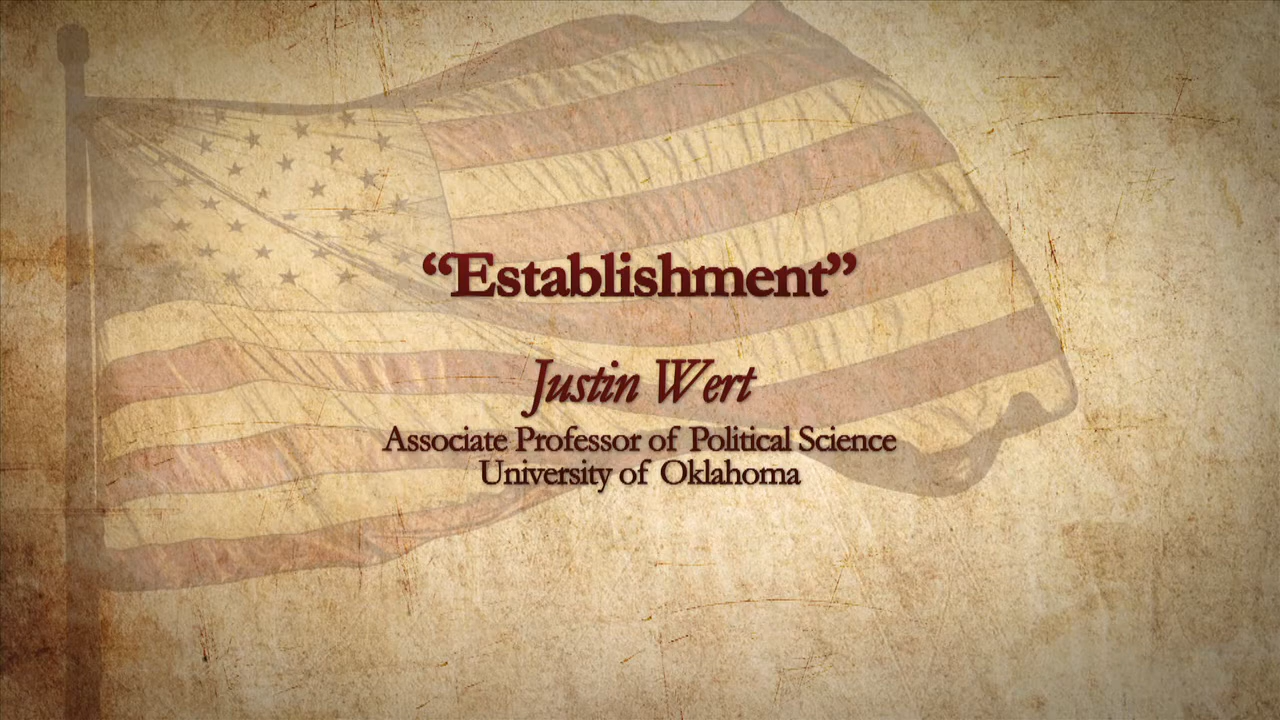 “Establishment”
Justin Wert
Associate Professor of Political Science
University of Oklahoma